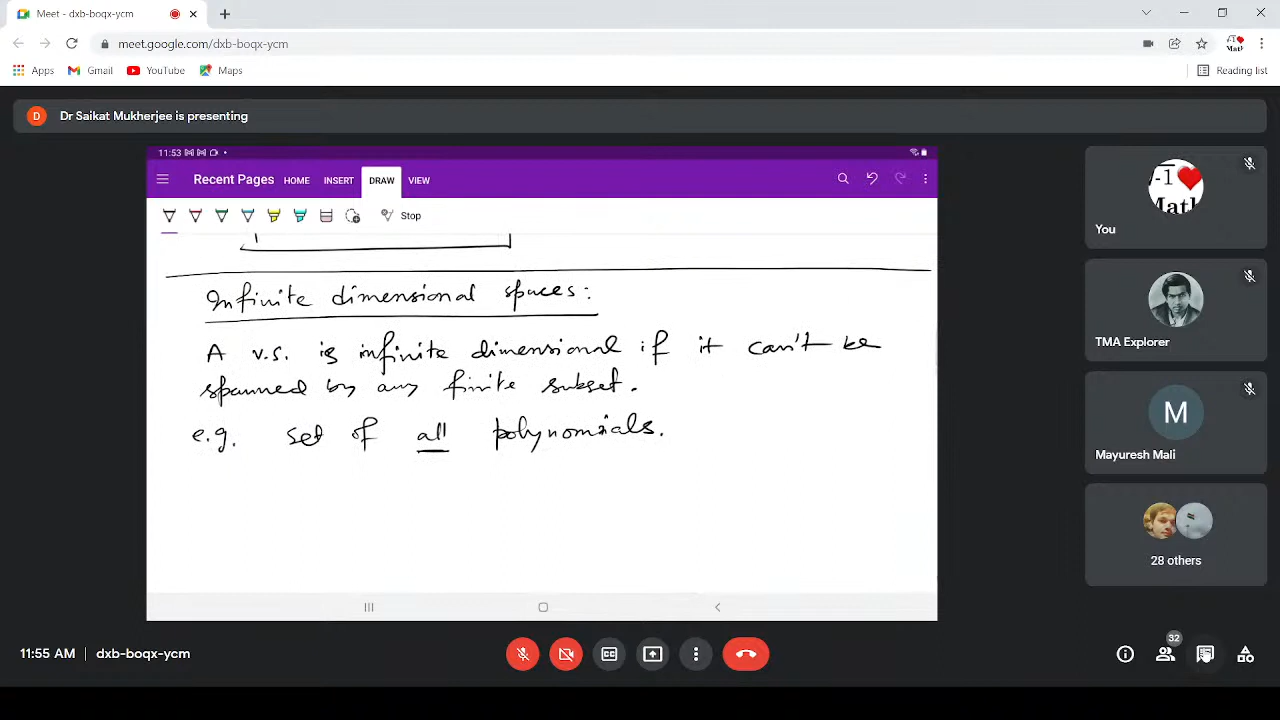 Meet - dxb-boqx-ycm
meet.google.com/dxb-boqx-ycm
Apps Gmail YouTube Maps Reading list
D Dr Saikat Mukherjee is presenting
11:53
Recent Pages HOME INSERT DRAW VIEW
Stop
Infinite dimensional spaces:
A v.s. is infinite dimensional if it can't be
spanned by any finite subset.
e.g. set of all polynomials.
√-1
Math
You
TMA Explorer
M
Mayuresh Mali
28 others
11:55 AM | dxb-boqx-ycm
32